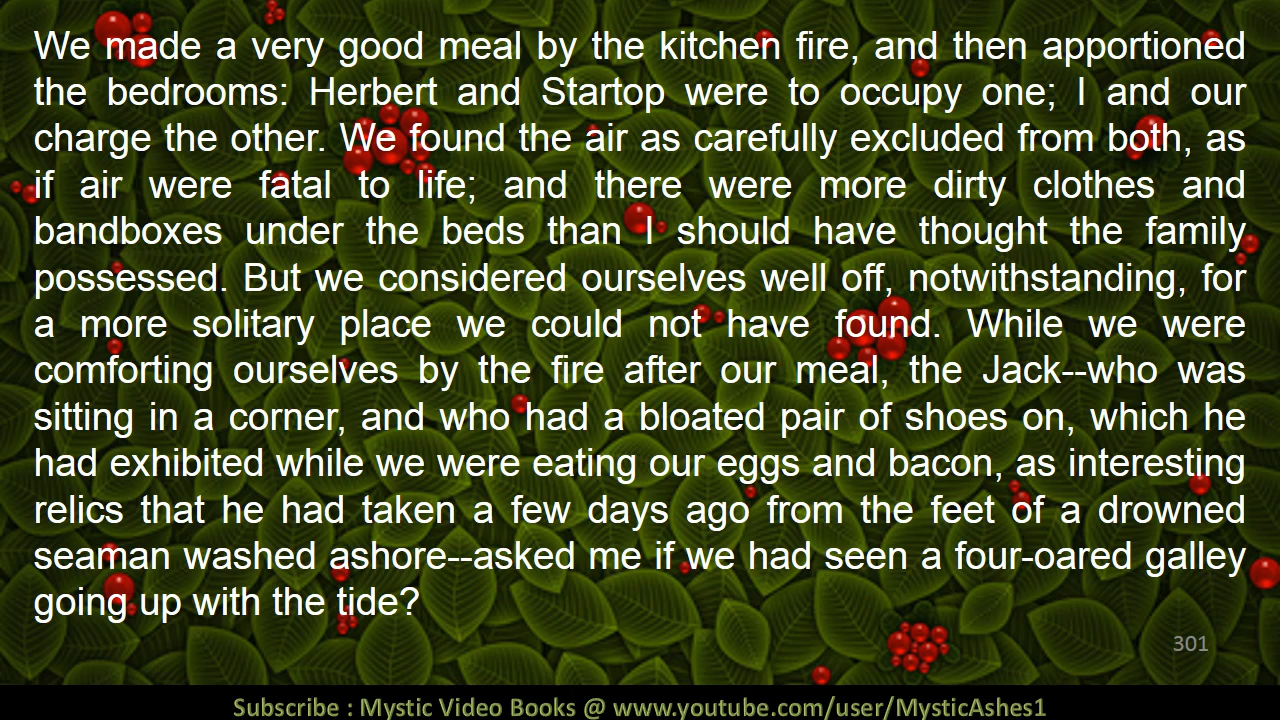 We made a very good meal by the kitchen fire, and then apportioned
the bedrooms: Herbert and Startop were to occupy one; I and our
charge the other. We found the air as carefully excluded from both, as
if air were fatal to life; and there were more dirty clothes and
bandboxes under the beds than I should have thought the family
possessed. But we considered ourselves well off, notwithstanding, for
a more solitary place we could not have found. While we were
comforting ourselves by the fire after our meal, the Jack--who was
sitting in a corner, and who had a bloated pair of shoes on, which he
had exhibited while we were eating our eggs and bacon, as interesting
relics that he had taken a few days ago from the feet of a drowned
seaman washed ashore--asked me if we had seen a four-oared galley
going up with the tide?
301
Subscribe : Mystic Video Books @ www.youtube.com/user/MysticAshes1